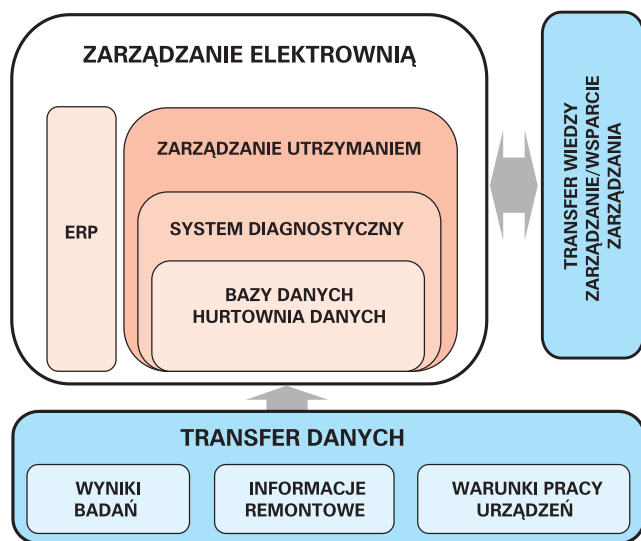 ZARZĄDZANIE ELEKTROWNIĄ
ERP
ZARZĄDZANIE UTRZYMANIEM
SYSTEM DIAGNOSTYCZNY
BAZY DANYCH
HURTOWNIA DANYCH
TRANSFER WIEDZY
ZARZĄDZANIE/WSPARCIE
ZARZĄDZANIA
TRANSFER DANYCH
WYNIKI
BADAŃ
INFORMACJE
REMONTOWE
WARUNKI PRACY
URZĄDZEŃ